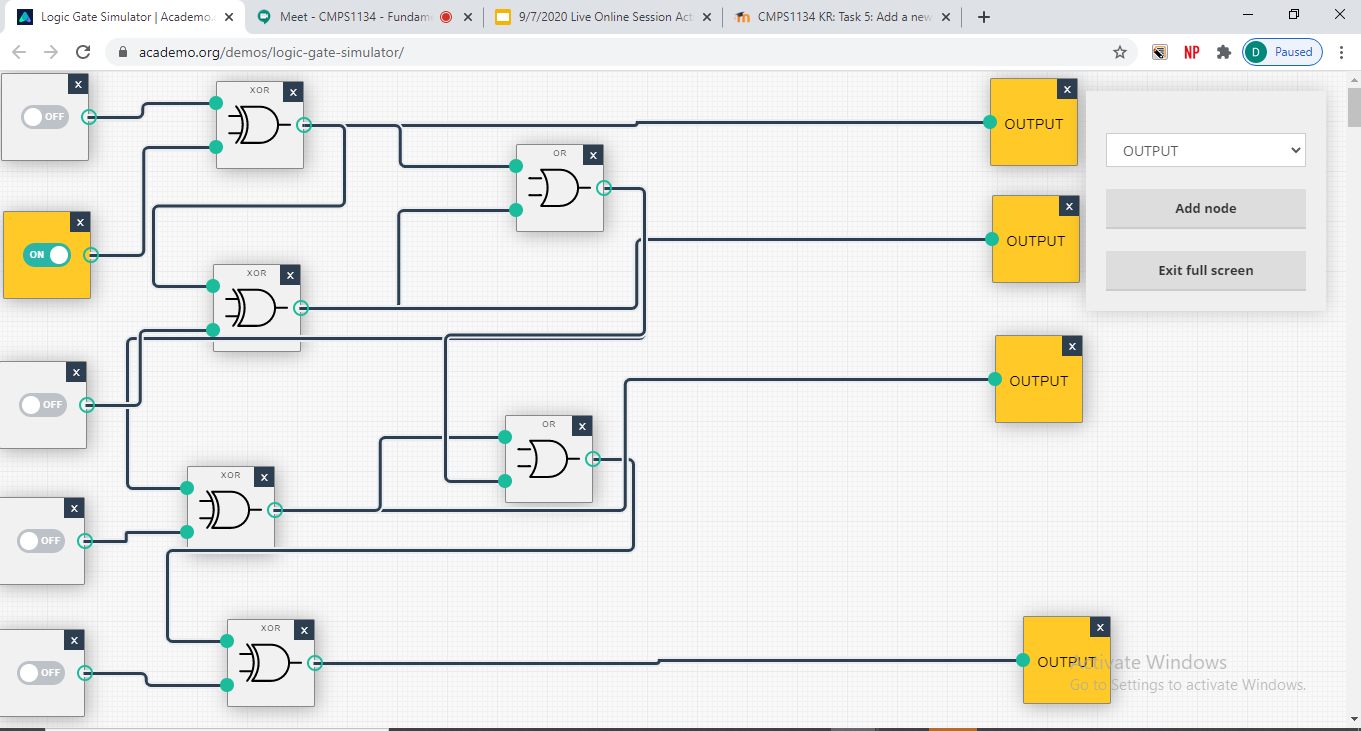 Logic Gate Simulator | Academo.
Meet - CMPS1134 - Fundam
9/7/2020 Live Online Session Act
CMPS1134 KR: Task 5: Add a new
academo.org/demos/logic-gate-simulator/
NP
D
Paused
X
OFF
XOR
X
X
OUTPUT
OUTPUT
OR
X
Add node
X
ON
X
OUTPUT
XOR
X
Exit full screen
X
OFF
X
OUTPUT
OR
X
XOR
X
X
OFF
XOR
X
X
OFF
X
OUTPUT
Activate Windows
Go to Settings to activate Windows.